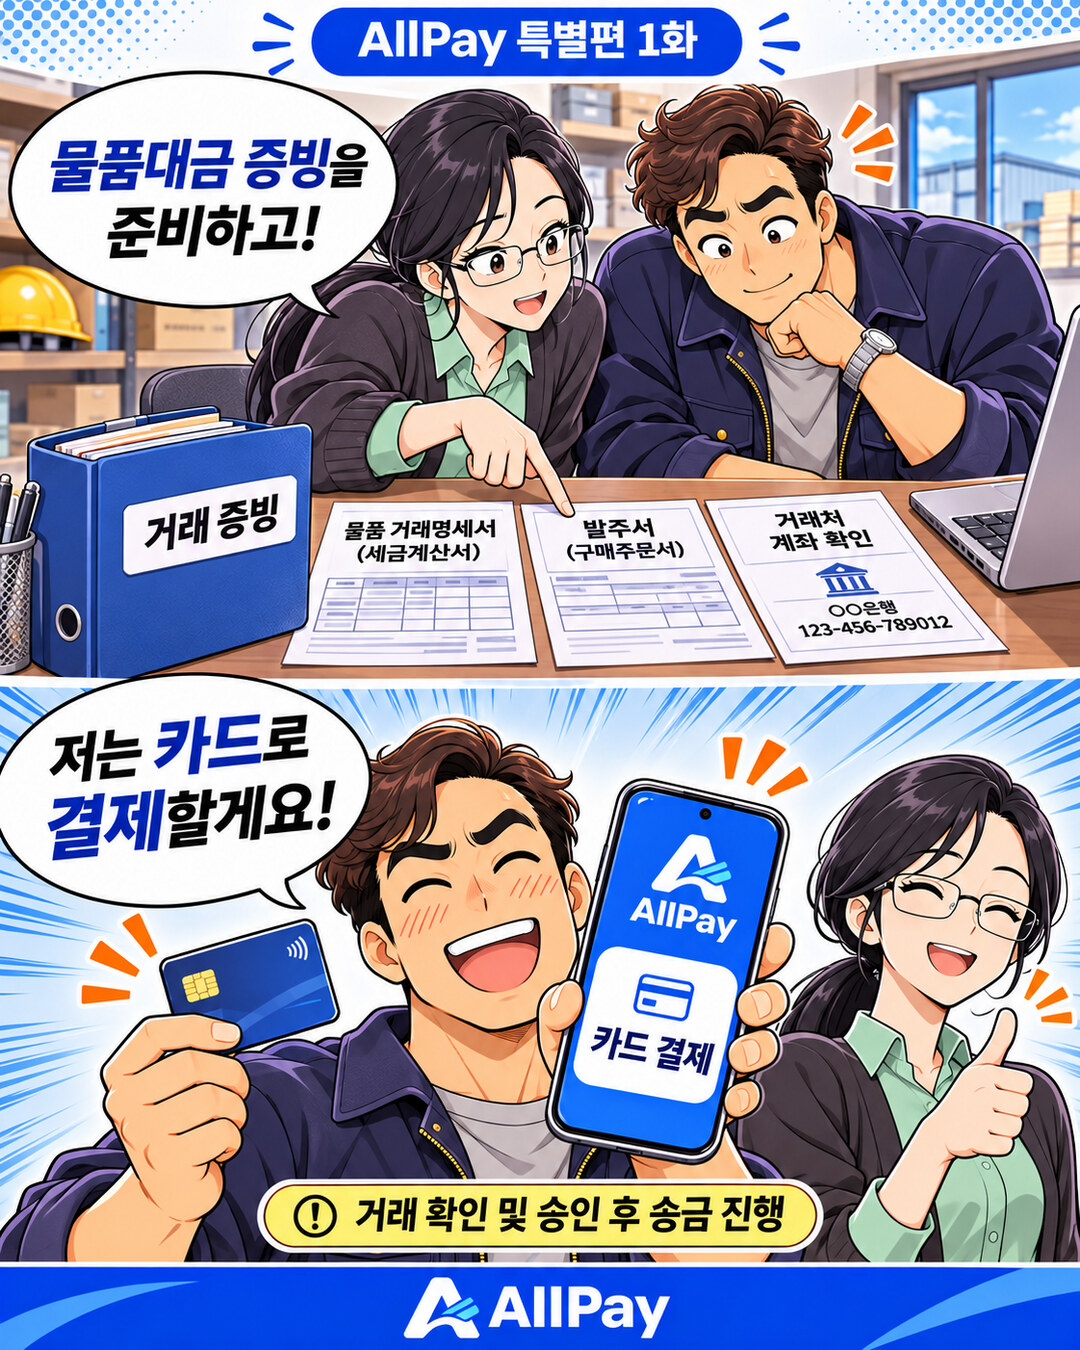 AllPay 특별편 1화
물품대금 증빙을
준비하고!
거래 증빙
물품 거래명세서
(세금계산서)
발주서
(구매주문서)
거래처
계좌 확인
○○은행
123-456-789012
저는 카드로
결제할게요!
AllPay
카드 결제
! 거래 확인 및 승인 후 송금 진행
AllPay